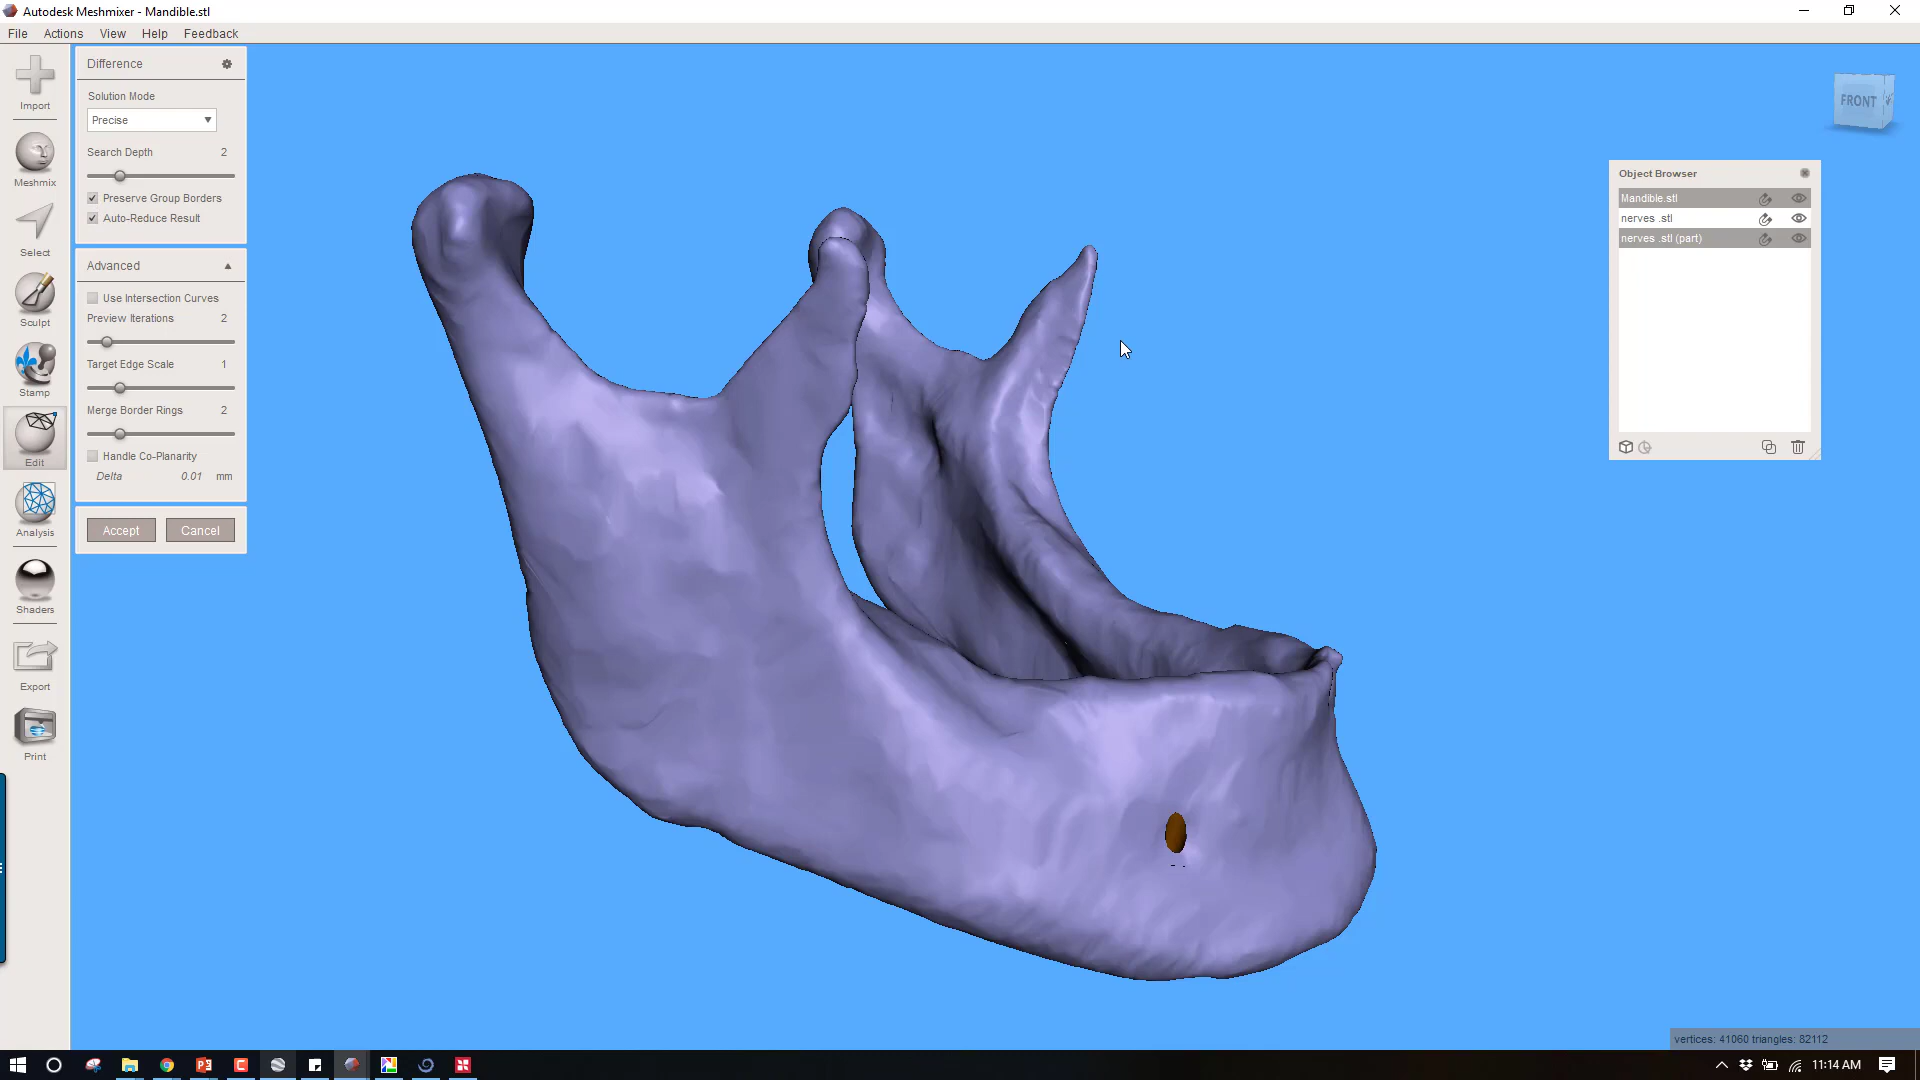 Autodesk Meshmixer - Mandible.stl
File Actions View Help Feedback
Import
Meshmix
Select
Sculpt
Stamp
Edit
Analysis
Shaders
Export
Print
Difference
Solution Mode
Precise
Search Depth 2
Preserve Group Borders
Auto-Reduce Result
Advanced
Use Intersection Curves
Preview Iterations 2
Target Edge Scale 1
Merge Border Rings 2
Handle Co-Planarity
Delta 0.01 mm
Accept Cancel
FRONT
Object Browser
Mandible.stl
nerves .stl
nerves .stl (part)
vertices: 41060 triangles: 82112
11:14 AM